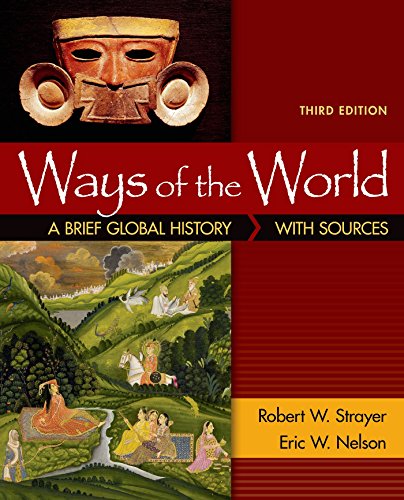 THIRD EDITION
Ways of the World
A BRIEF GLOBAL HISTORY WITH SOURCES
Robert W. Strayer
Eric W. Nelson